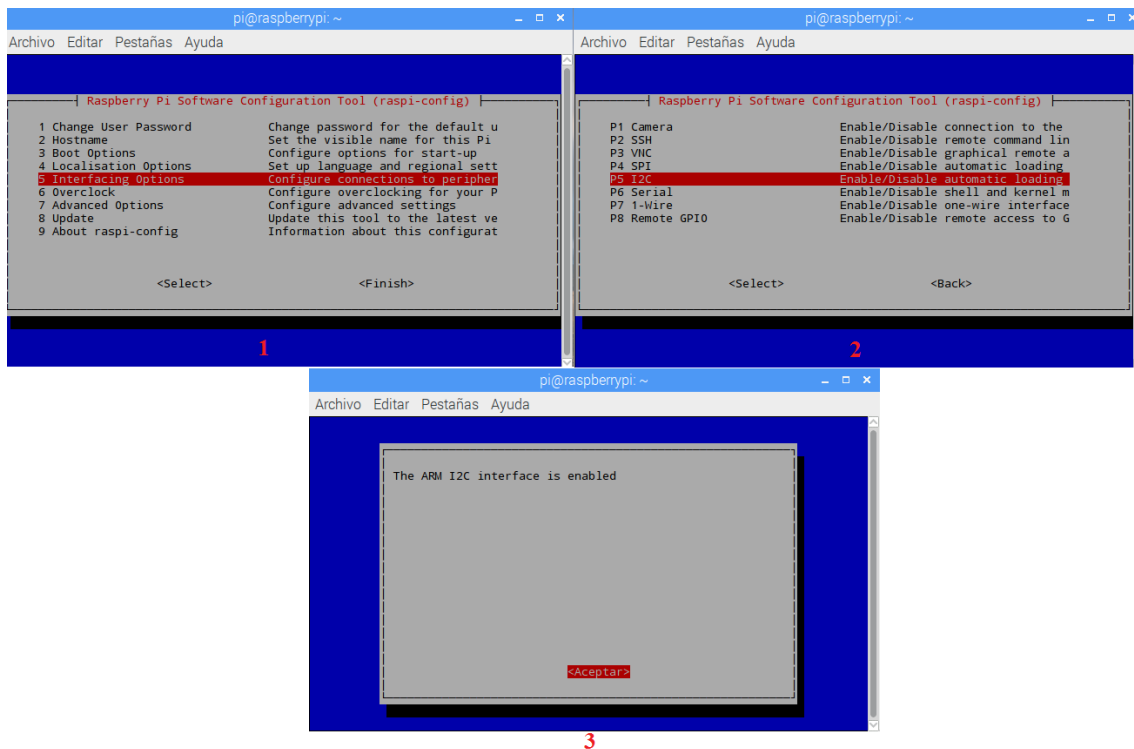 pi@raspberrypi: ~
Archivo Editar Pestañas Ayuda
Raspberry Pi Software Configuration Tool (raspi-config)
1 Change User Password Change password for the default u
2 Hostname Set the visible name for this Pi
3 Boot Options Configure options for start-up
4 Localisation Options Set up language and regional sett
5 Interfacing Options Configure connections to peripher
6 Overclock Configure overclocking for your P
7 Advanced Options Configure advanced settings
8 Update Update this tool to the latest ve
9 About raspi-config Information about this configurat
<Select> <Finish>
1
pi@raspberrypi: ~
Archivo Editar Pestañas Ayuda
Raspberry Pi Software Configuration Tool (raspi-config)
P1 Camera Enable/Disable connection to the
P2 SSH Enable/Disable remote command lin
P3 VNC Enable/Disable graphical remote a
P4 SPI Enable/Disable automatic loading
P5 I2C Enable/Disable automatic loading
P6 Serial Enable/Disable shell and kernel m
P7 1-Wire Enable/Disable one-wire interface
P8 Remote GPIO Enable/Disable remote access to G
<Select> <Back>
2
pi@raspberrypi: ~
Archivo Editar Pestañas Ayuda
The ARM I2C interface is enabled
<Aceptar>
3